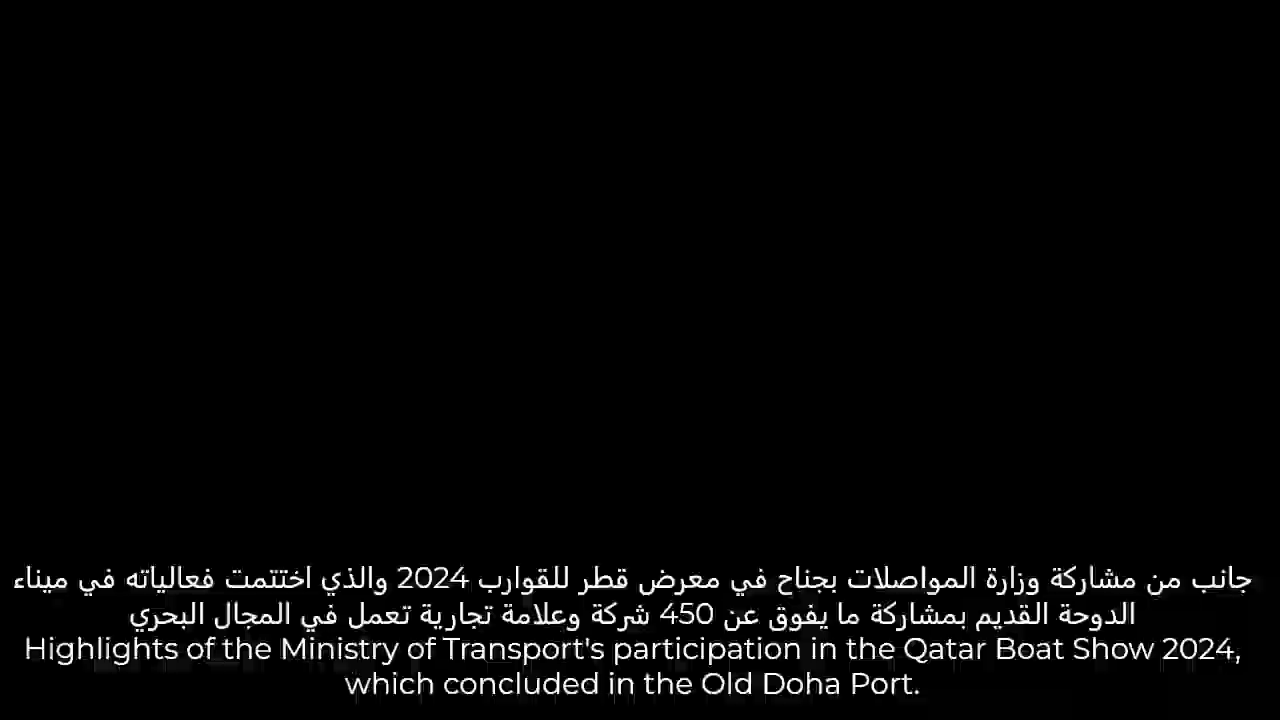 جانب من مشاركة وزارة المواصلات بجناح في معرض قطر للقوارب 2024 والذي اختتمت فعالياته في ميناء
الدوحة القديم بمشاركة ما يفوق عن 450 شركة وعلامة تجارية تعمل في المجال البحري
Highlights of the Ministry of Transport's participation in the Qatar Boat Show 2024,
which concluded in the Old Doha Port.